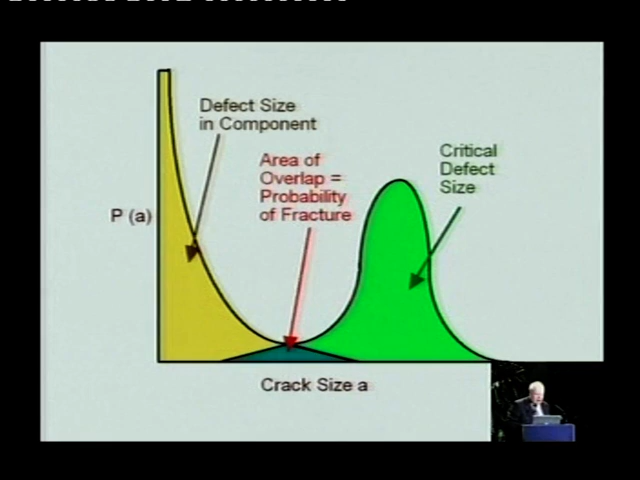 Defect Size
in Component
Area of
Overlap =
Probability
of Fracture
Critical
Defect
Size
P (a)
Crack Size a